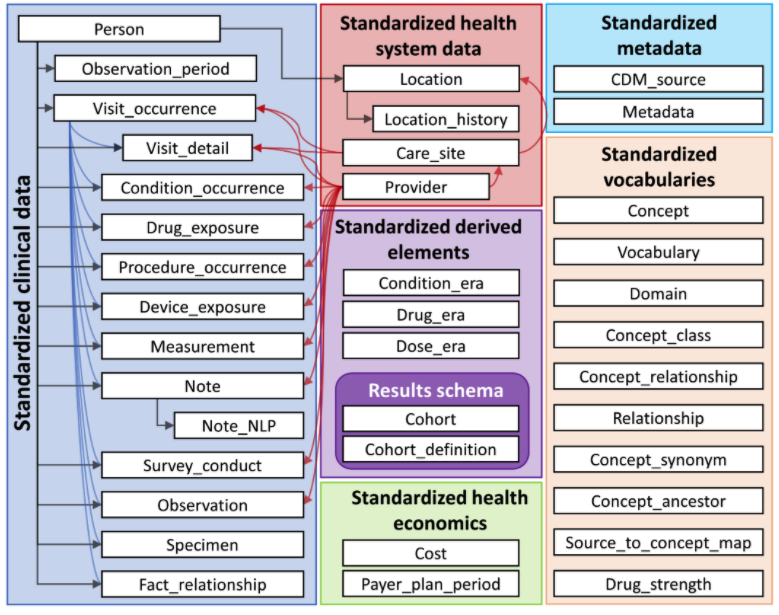 Standardized clinical data
Person
Observation_period
Visit_occurrence
Visit_detail
Condition_occurrence
Drug_exposure
Procedure_occurrence
Device_exposure
Measurement
Note
Note_NLP
Survey_conduct
Observation
Specimen
Fact_relationship
Standardized health
system data
Location
Location_history
Care_site
Provider
Standardized derived
elements
Condition_era
Drug_era
Dose_era
Results schema
Cohort
Cohort_definition
Standardized health
economics
Cost
Payer_plan_period
Standardized
metadata
CDM_source
Metadata
Standardized
vocabularies
Concept
Vocabulary
Domain
Concept_class
Concept_relationship
Relationship
Concept_synonym
Concept_ancestor
Source_to_concept_map
Drug_strength